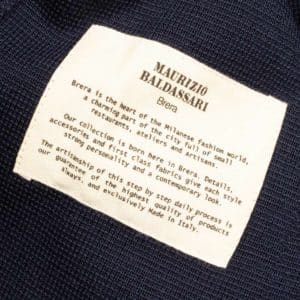 MAURIZIO
BALDASSARI
Brera
Brera is the heart of the Milanese fashion world,
a charming part of the city full of small
restaurants, ateliers and Artisans.
Our collection is born here in Brera. Details,
accessories and first class fabrics give each style
strong personality and a contemporary look.
The artianship of this step by step daily process is
our guarantee of the highest quality of products
always, and exclusively Made in Italy.